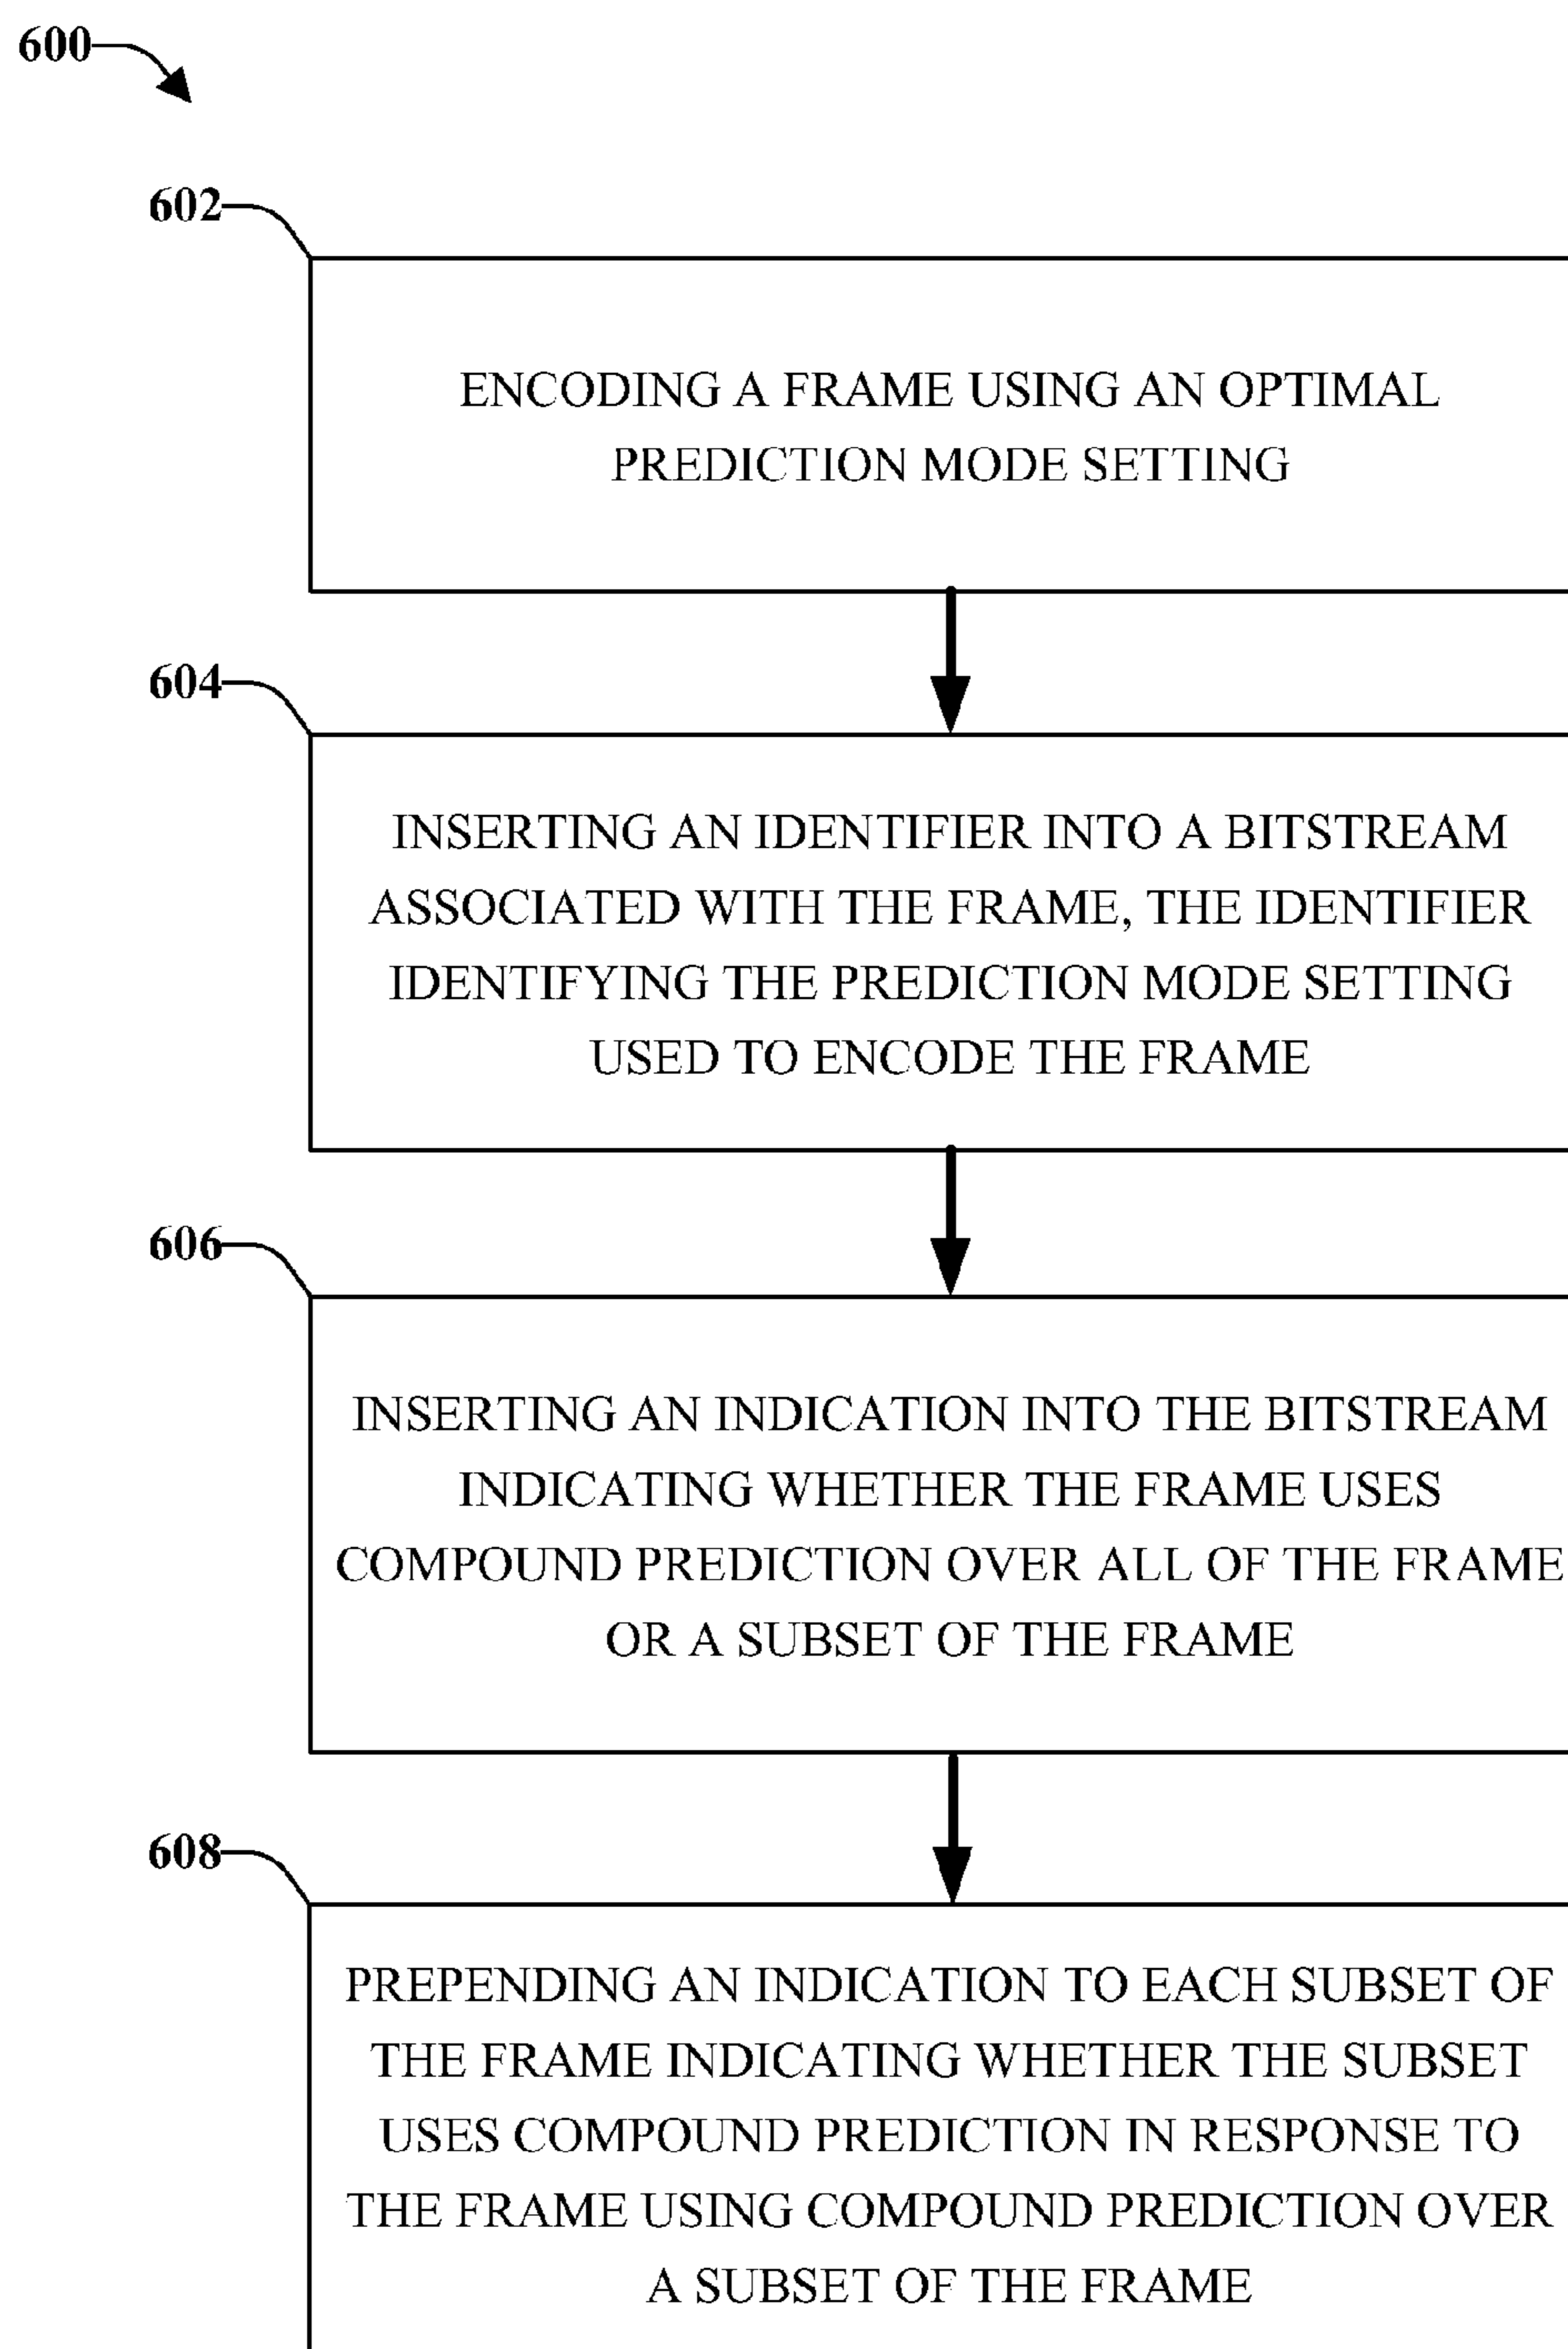 600
602
ENCODING A FRAME USING AN OPTIMAL
PREDICTION MODE SETTING
604
INSERTING AN IDENTIFIER INTO A BITSTREAM
ASSOCIATED WITH THE FRAME, THE IDENTIFIER
IDENTIFYING THE PREDICTION MODE SETTING
USED TO ENCODE THE FRAME
606
INSERTING AN INDICATION INTO THE BITSTREAM
INDICATING WHETHER THE FRAME USES
COMPOUND PREDICTION OVER ALL OF THE FRAME
OR A SUBSET OF THE FRAME
608
PREPENDING AN INDICATION TO EACH SUBSET OF
THE FRAME INDICATING WHETHER THE SUBSET
USES COMPOUND PREDICTION IN RESPONSE TO
THE FRAME USING COMPOUND PREDICTION OVER
A SUBSET OF THE FRAME